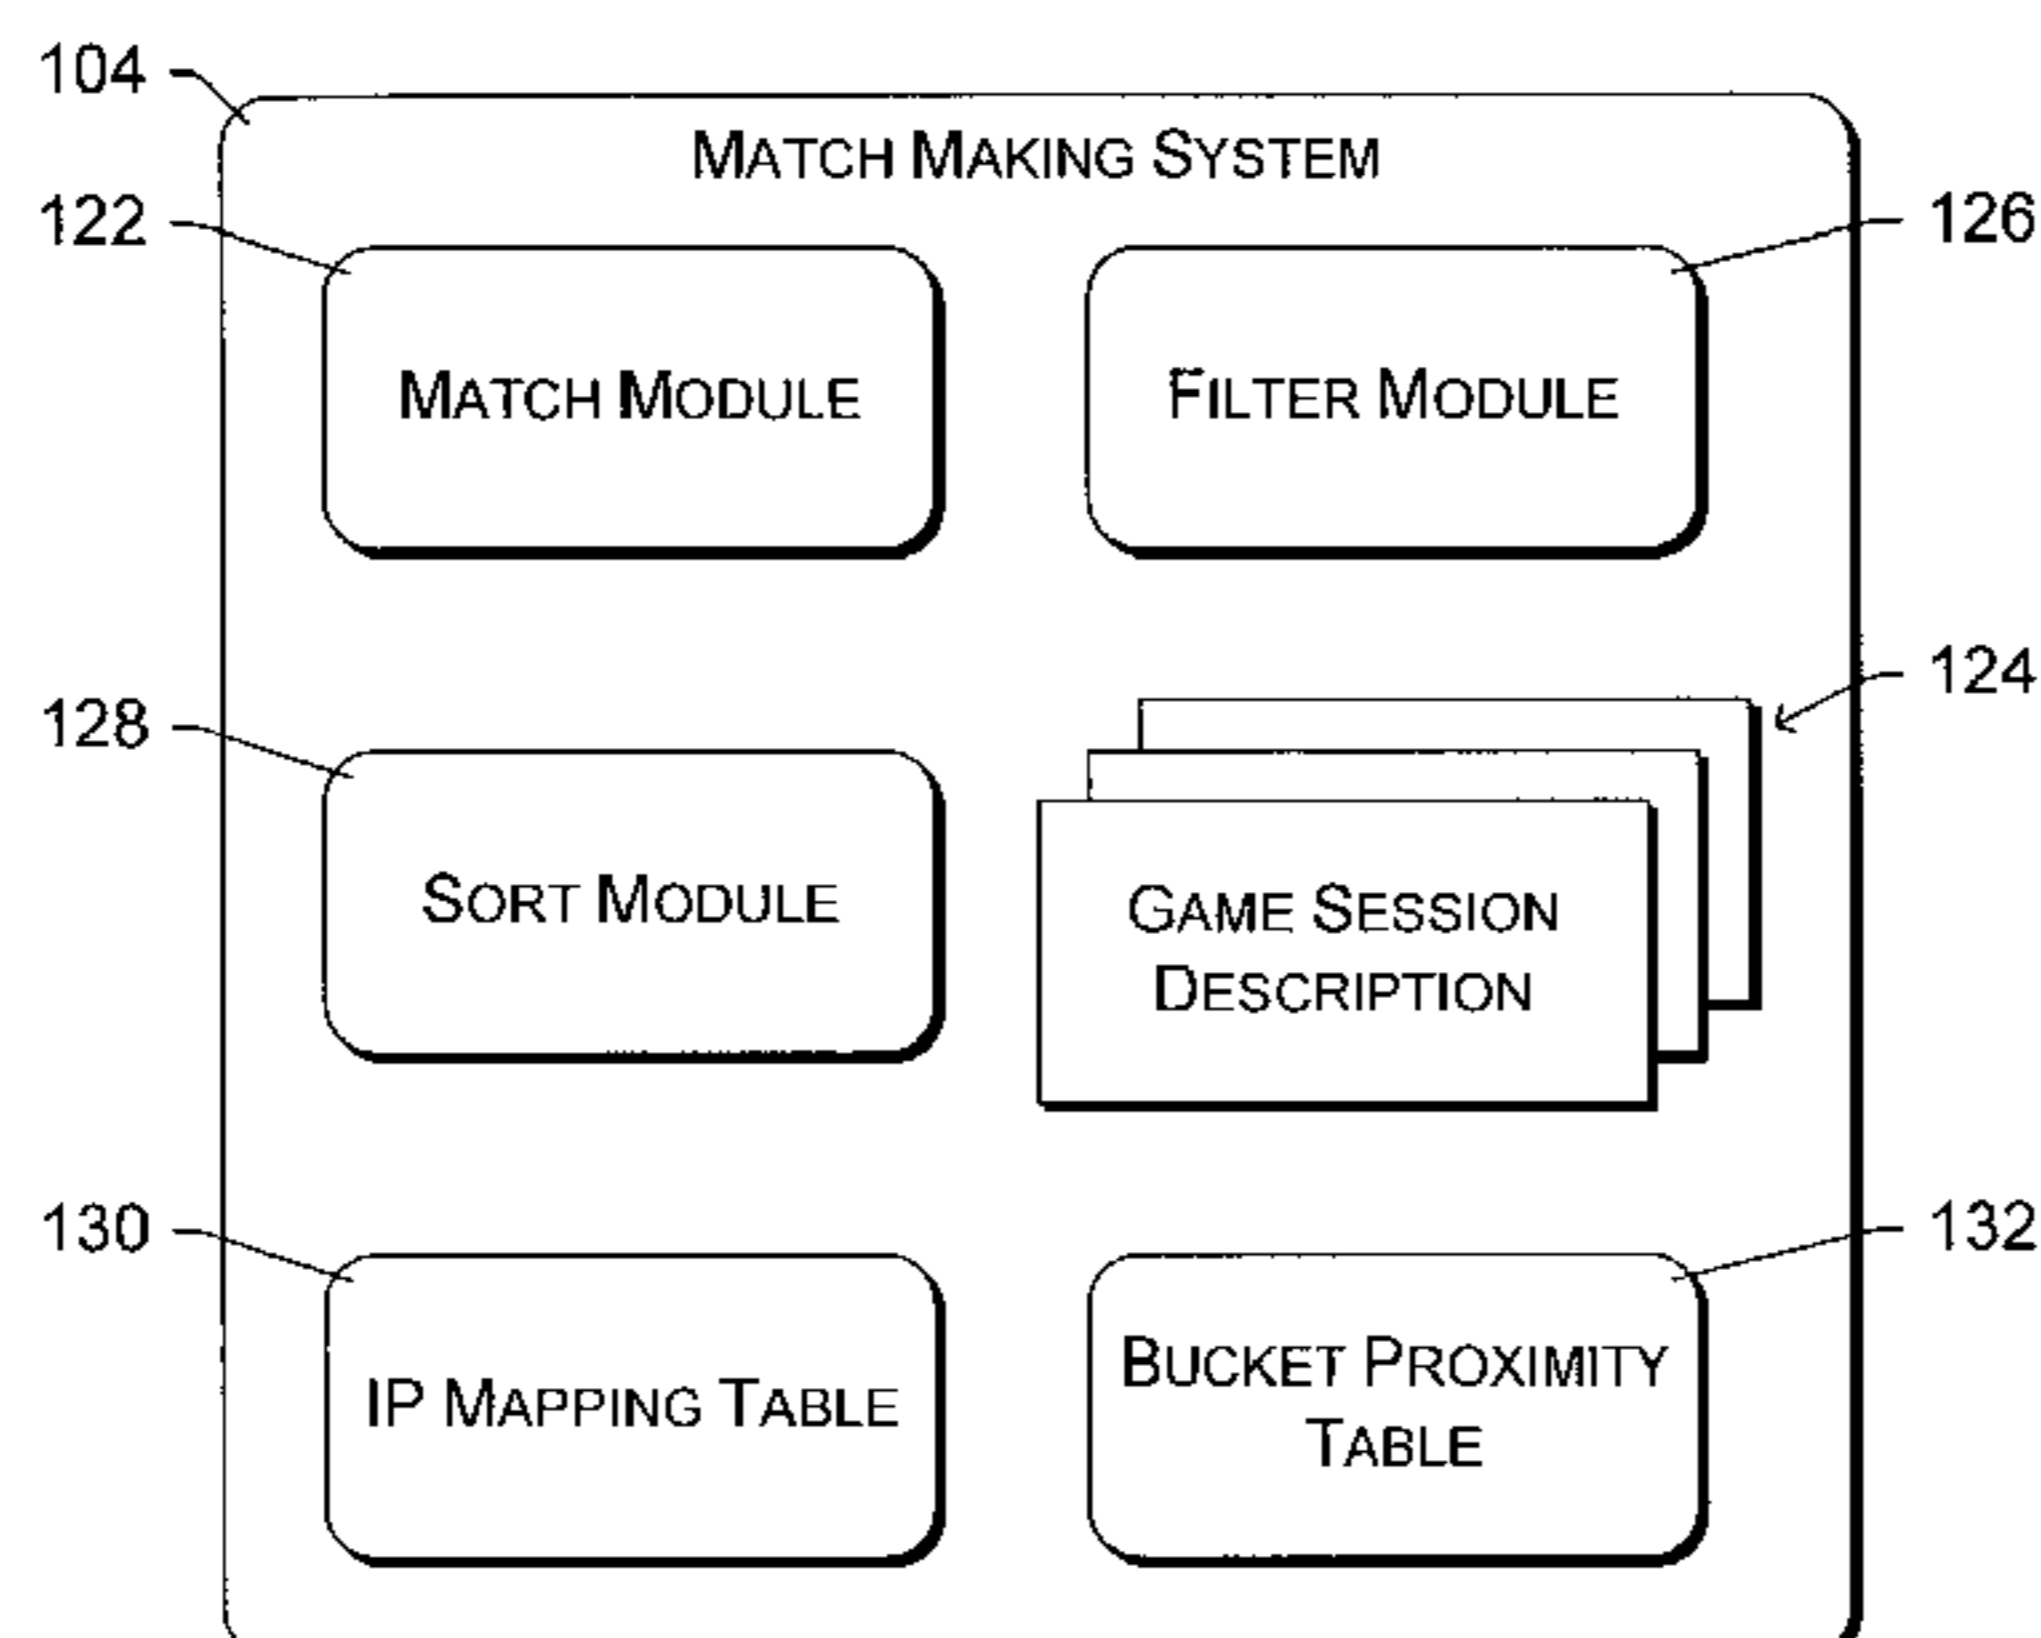 104
MATCH MAKING SYSTEM
122
126
MATCH MODULE
FILTER MODULE
124
128
SORT MODULE
GAME SESSION
DESCRIPTION
130
132
IP MAPPING TABLE
BUCKET PROXIMITY
TABLE